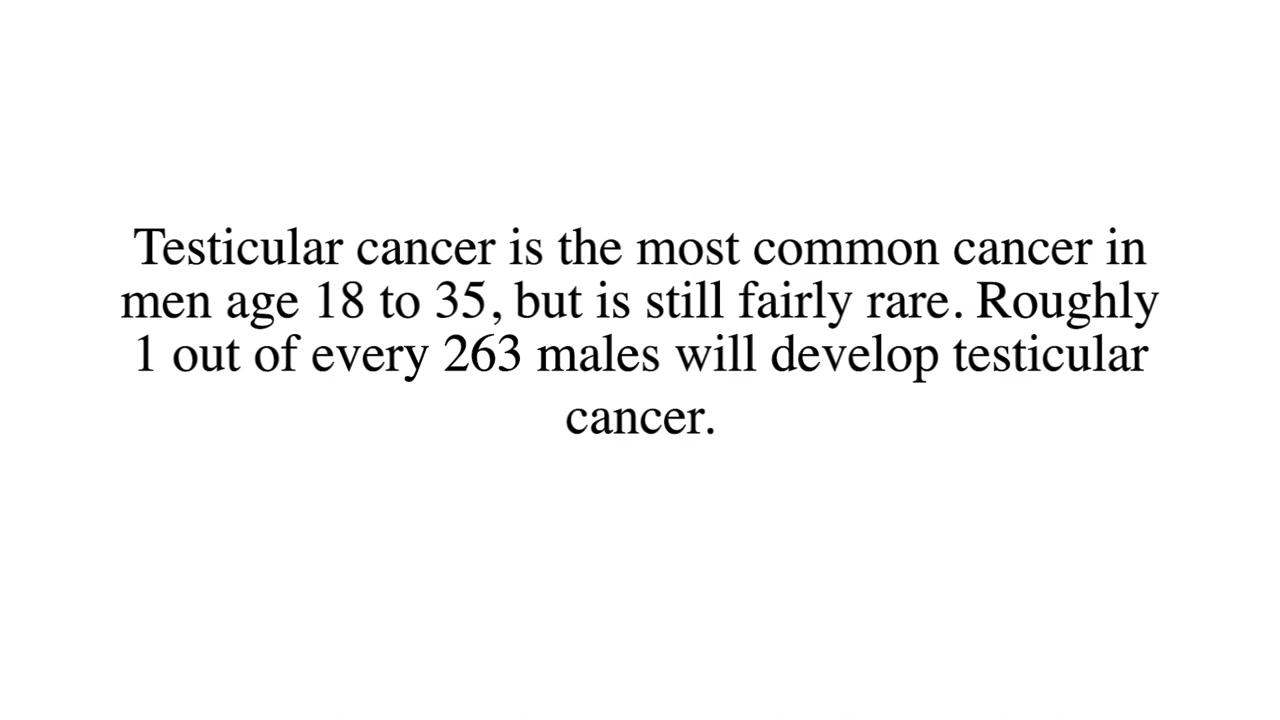 Testicular cancer is the most common cancer in
men age 18 to 35, but is still fairly rare. Roughly
1 out of every 263 males will develop testicular
cancer.